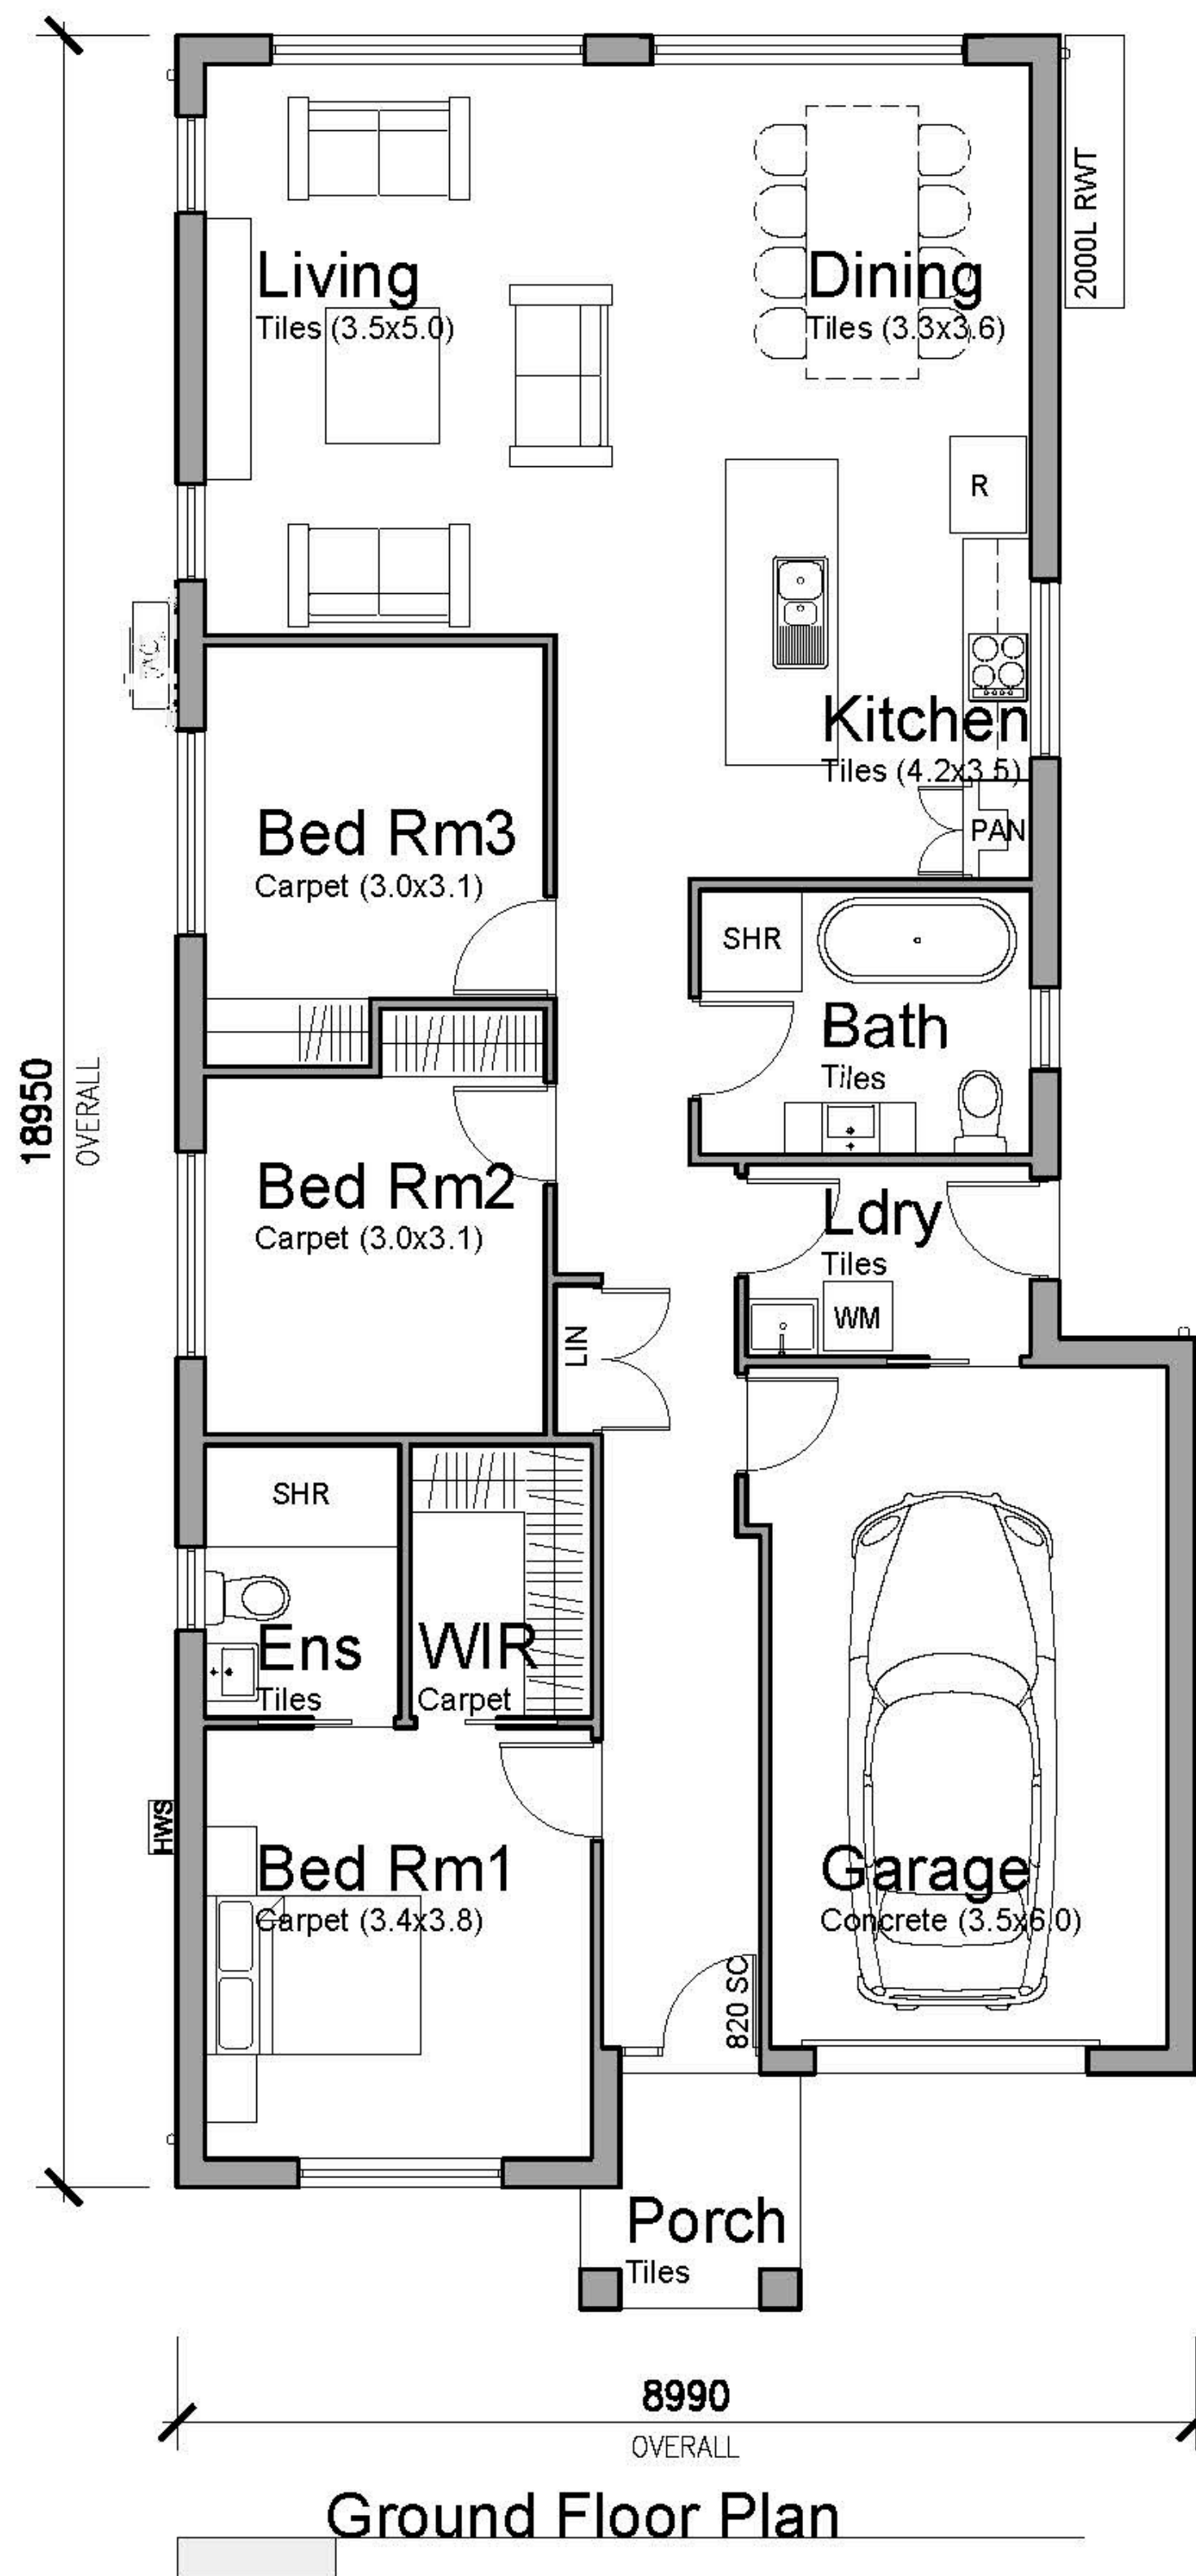 2000L RWT
Living
Tiles (3.5x5.0)
Dining
Tiles (3.3x3.6)
R
Kitchen
Tiles (4.2x3.5)
PAN
Bed Rm3
Carpet (3.0x3.1)
SHR
Bath
Tiles
18950
OVERALL
Bed Rm2
Carpet (3.0x3.1)
Ldry
Tiles
WM
LIN
SHR
Ens
Tiles
WIR
Carpet
HWS
Bed Rm1
Carpet (3.4x3.8)
Garage
Concrete (3.5x6.0)
820 SC
Porch
Tiles
8990
OVERALL
Ground Floor Plan